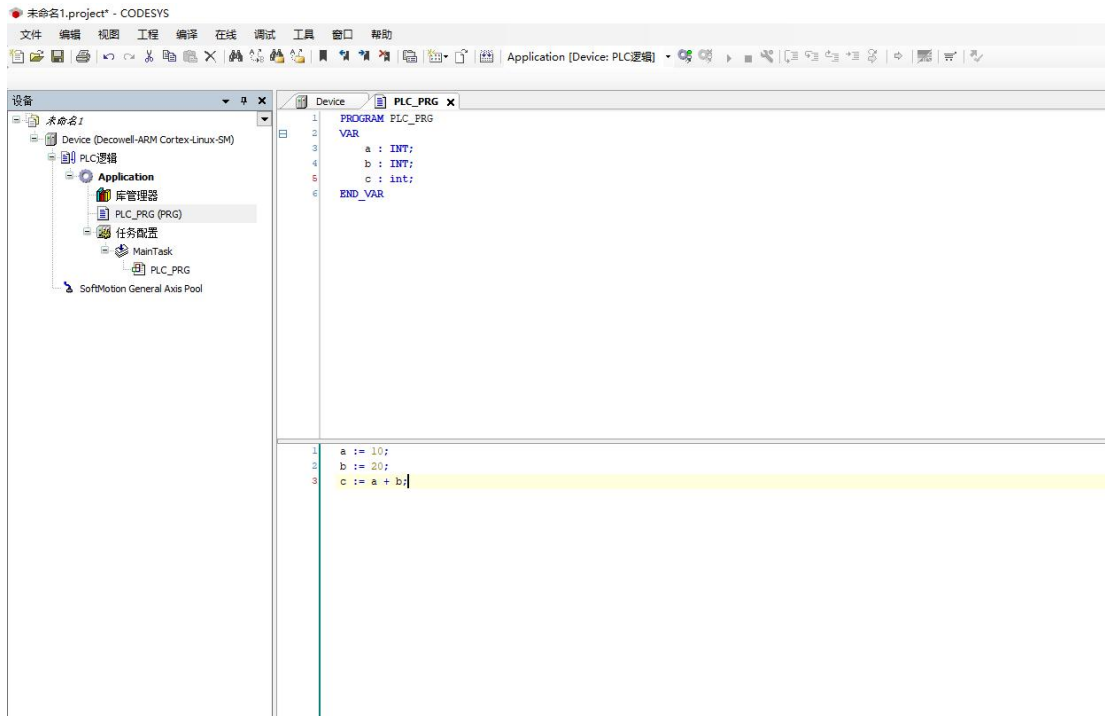 未命名1.project* - CODESYS
文件 编辑 视图 工程 编译 在线 调试 工具 窗口 帮助
Application [Device: PLC逻辑]
设备
未命名1
Device (Decowell-ARM Cortex-Linux-SM)
PLC逻辑
Application
库管理器
PLC_PRG (PRG)
任务配置
MainTask
PLC_PRG
SoftMotion General Axis Pool
Device PLC_PRG
1 PROGRAM PLC_PRG
2 VAR
3 a : INT;
4 b : INT;
5 c : int;
6 END_VAR
1 a := 10;
2 b := 20;
3 c := a + b;